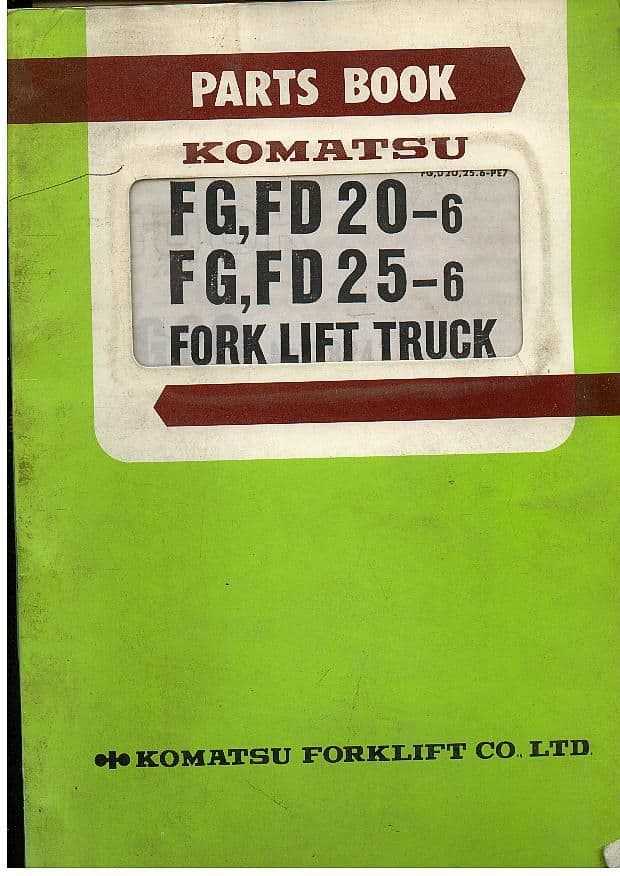 PARTS BOOK
KOMATSU
FG,FD 20-6
FG,FD 25-6
FORK LIFT TRUCK
KOMATSU FORKLIFT CO., LTD.